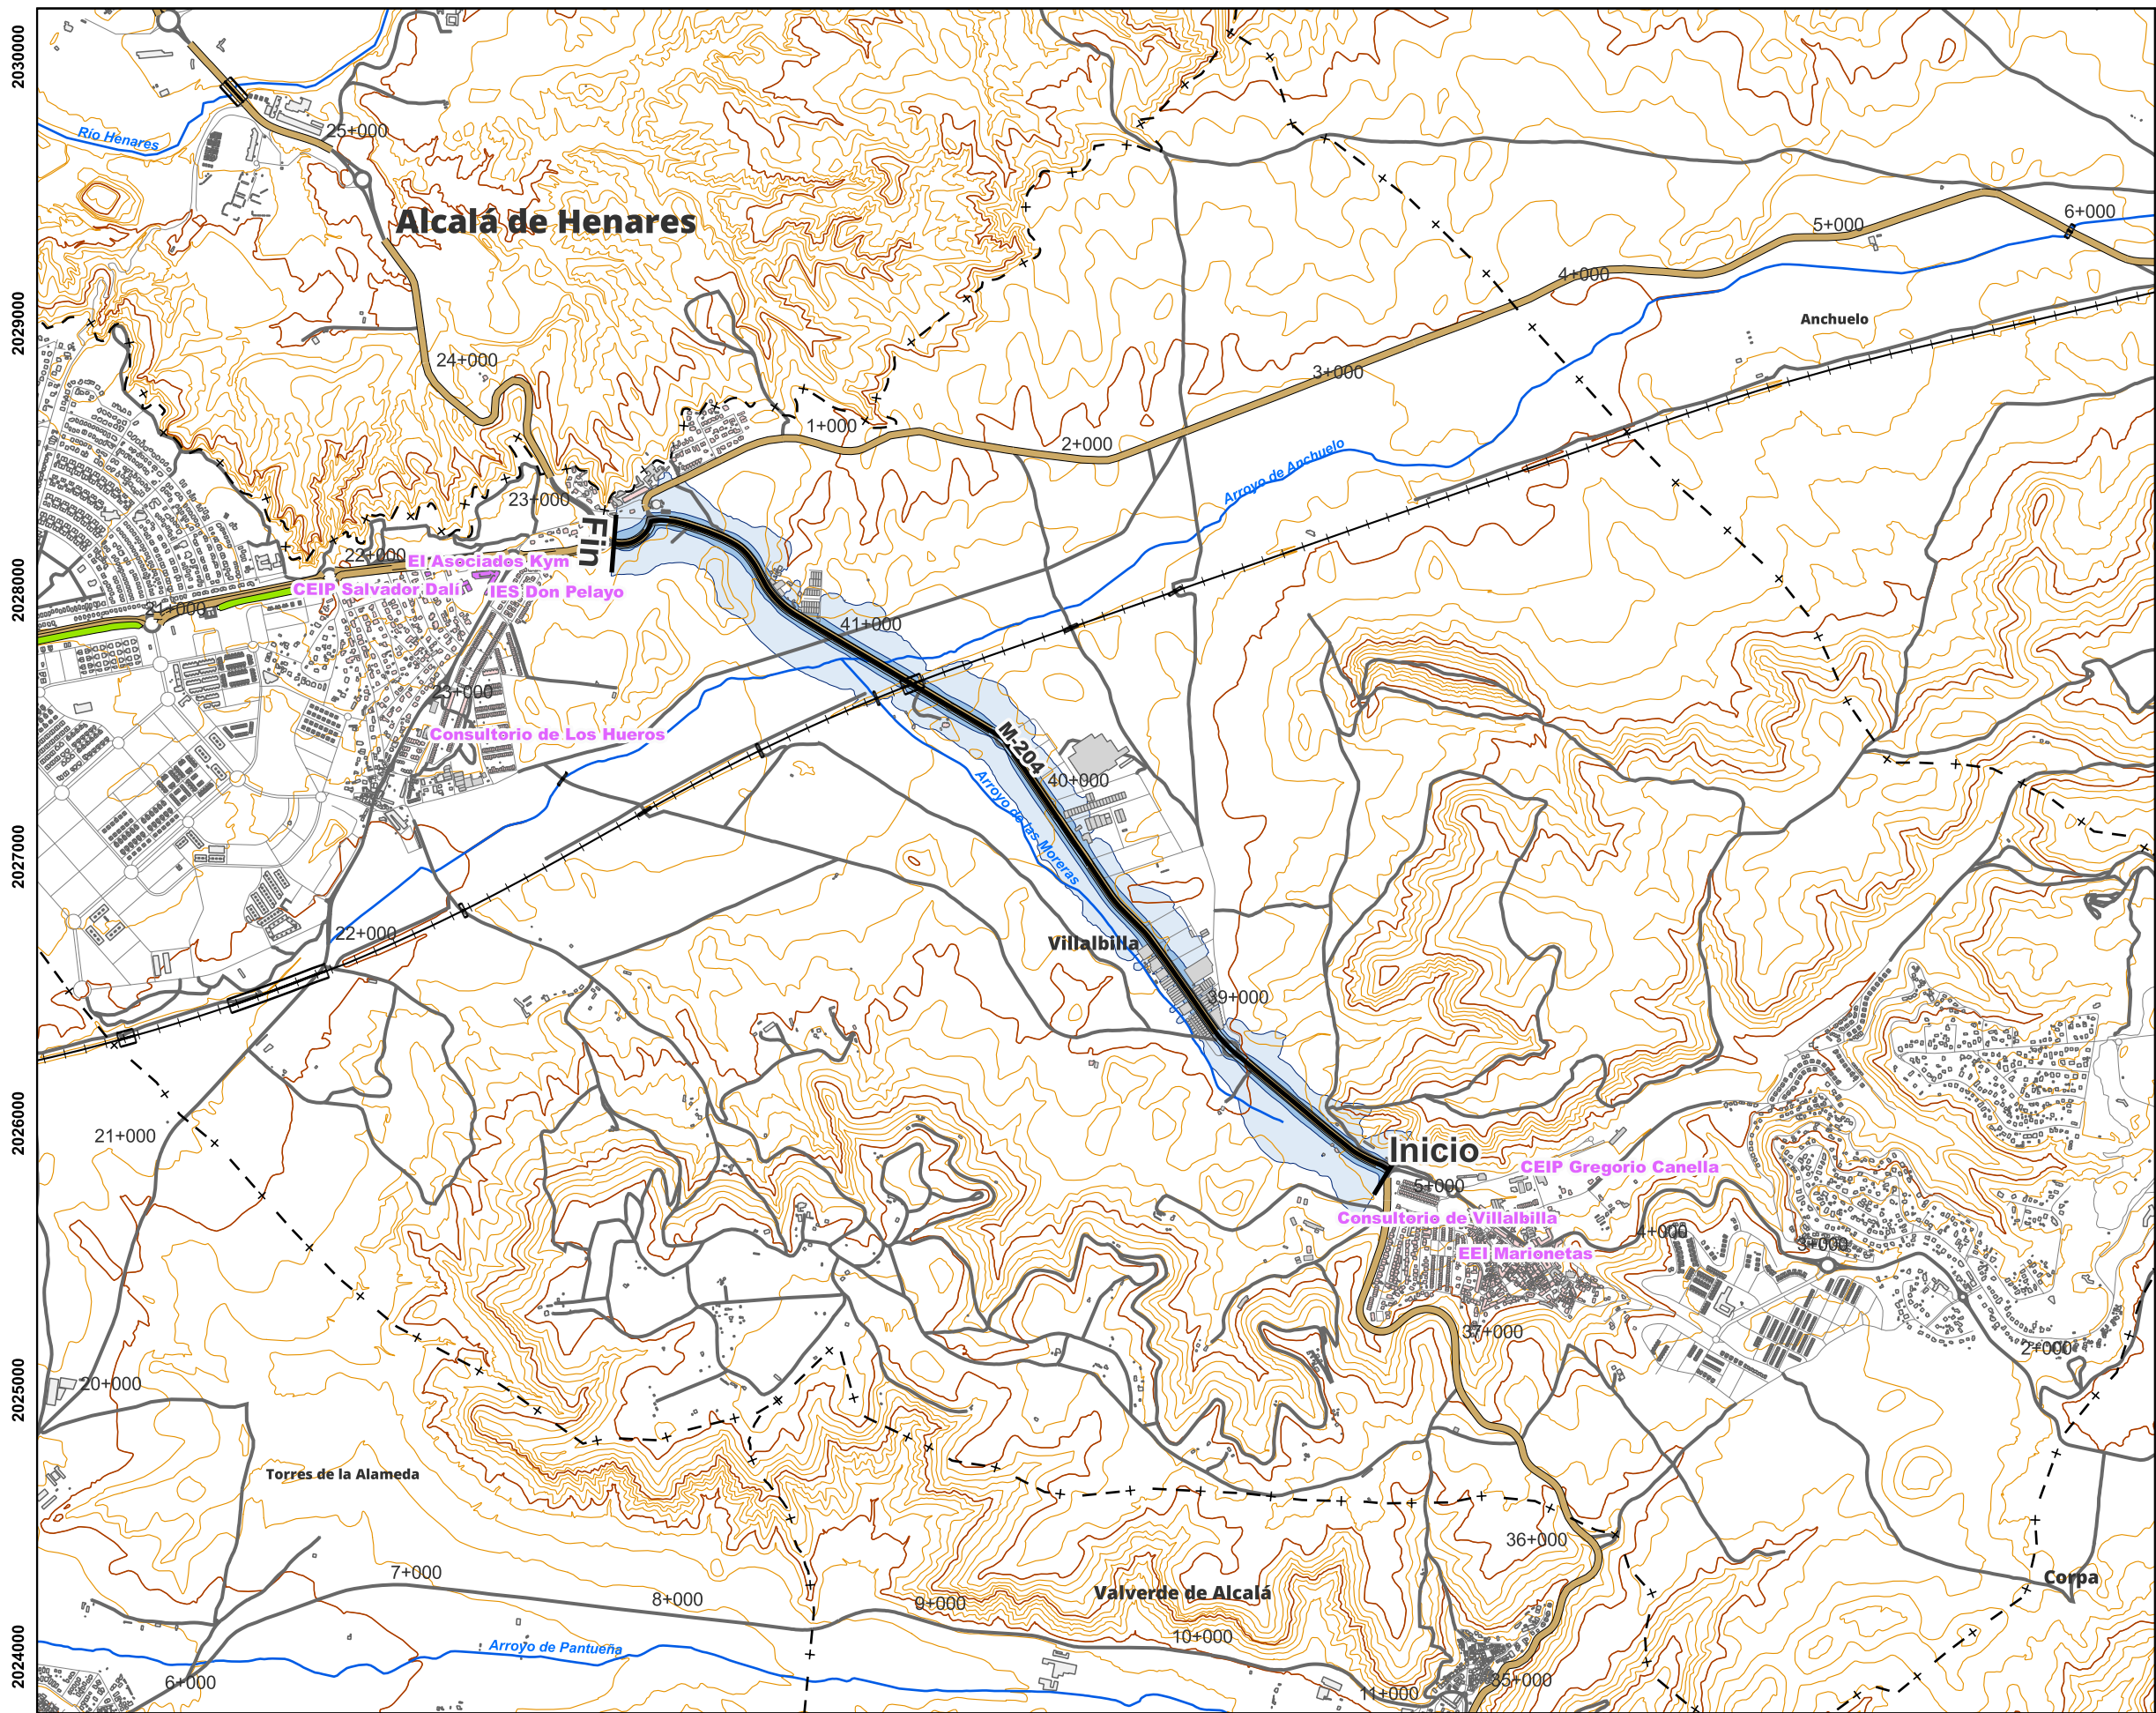 2030000
Río Henares
25+000
Alcalá de Henares
6+000
5+000
4+000
2029000
Anchuelo
24+000
3+000
1+000
2+000
Arroyo de Anchuelo
23+000
Fin
22+000
EI Asociados Kym
2028000
CEIP Salvador Dalí
IES Don Pelayo
21+000
41+000
23+000
Consultorio de Los Hueros
M-204
40+000
Arroyo de las Moreras
2027000
22+000
Villalbilla
39+000
2026000
21+000
Inicio
CEIP Gregorio Canella
5+000
Consultorio de Villalbilla
4+000
3+000
EEI Marionetas
37+000
2+000
2025000
20+000
Torres de la Alameda
36+000
7+000
8+000
9+000
Valverde de Alcalá
Corpa
10+000
2024000
Arroyo de Pantueña
6+000
11+000
35+000